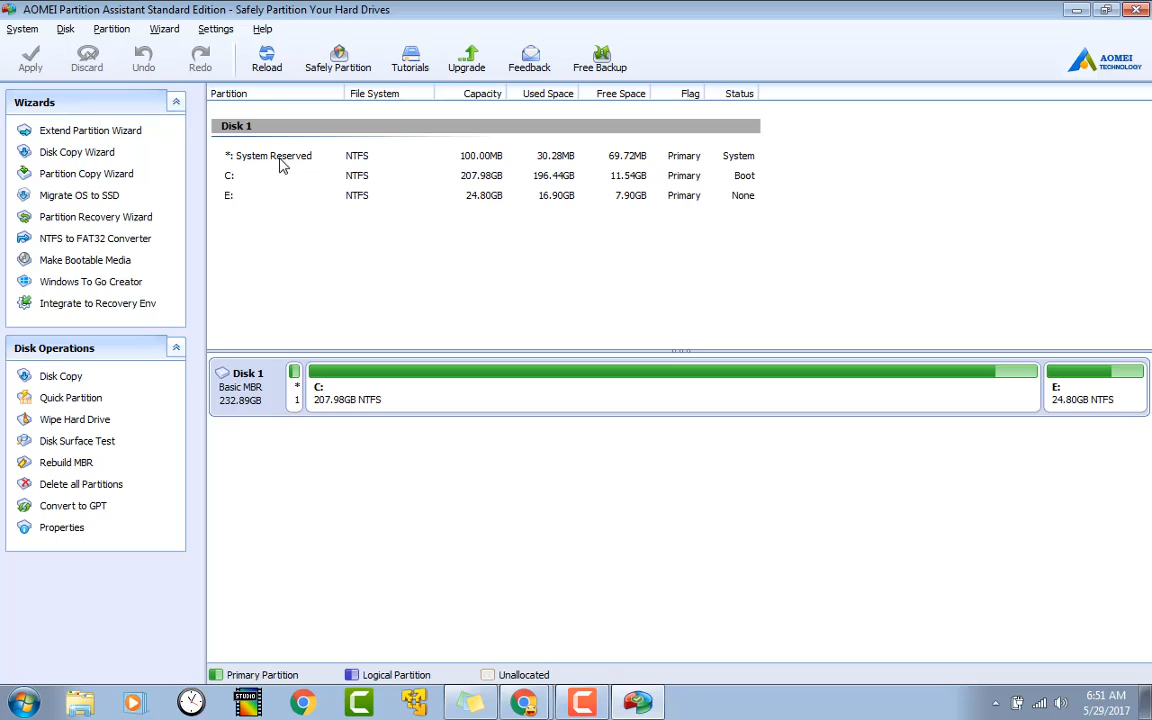 AOMEI Partition Assistant Standard Edition - Safely Partition Your Hard Drives
System Disk Partition Wizard Settings Help
Apply Discard Undo Redo Reload Safely Partition Tutorials Upgrade Feedback Free Backup
AOMEI
TECHNOLOGY
Wizards
Extend Partition Wizard
Disk Copy Wizard
Partition Copy Wizard
Migrate OS to SSD
Partition Recovery Wizard
NTFS to FAT32 Converter
Make Bootable Media
Windows To Go Creator
Integrate to Recovery Env
Disk Operations
Disk Copy
Quick Partition
Wipe Hard Drive
Disk Surface Test
Rebuild MBR
Delete all Partitions
Convert to GPT
Properties
Partition File System Capacity Used Space Free Space Flag Status
Disk 1
*: System Reserved NTFS 100.00MB 30.28MB 69.72MB Primary System
C: NTFS 207.98GB 196.44GB 11.54GB Primary Boot
E: NTFS 24.80GB 16.90GB 7.90GB Primary None
Disk 1
Basic MBR
232.89GB
*
1
C:
207.98GB NTFS
E:
24.80GB NTFS
Primary Partition Logical Partition Unallocated
STUDIO
6:51 AM
5/29/2017